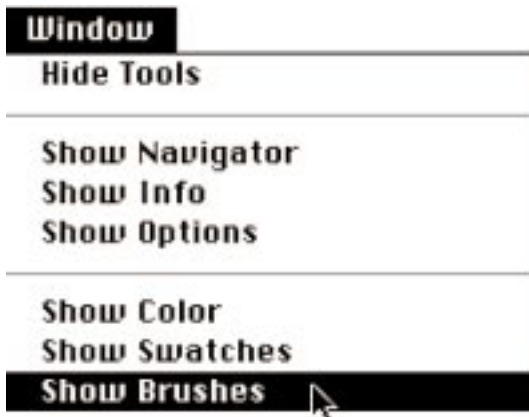 Window
Hide Tools
Show Navigator
Show Info
Show Options
Show Color
Show Swatches
Show Brushes